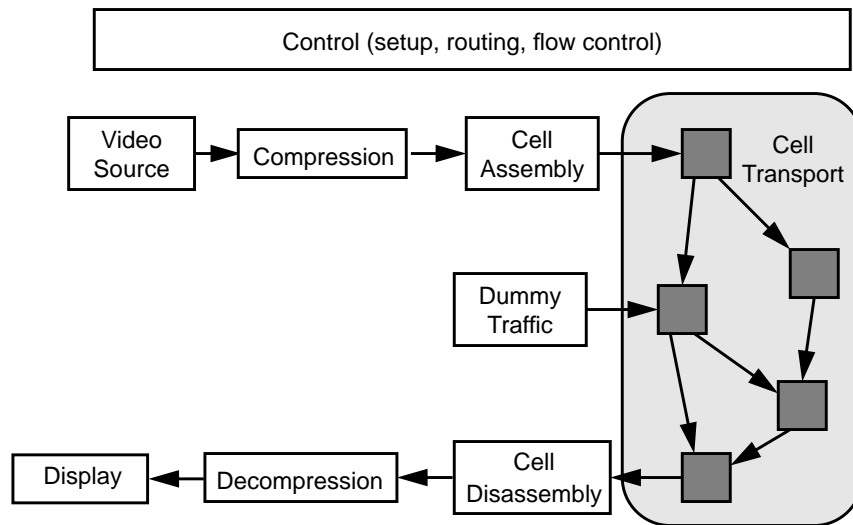 Control (setup, routing, flow control)
Video
Source
Compression
Cell
Assembly
Cell
Transport
Dummy
Traffic
Display
Decompression
Cell
Disassembly